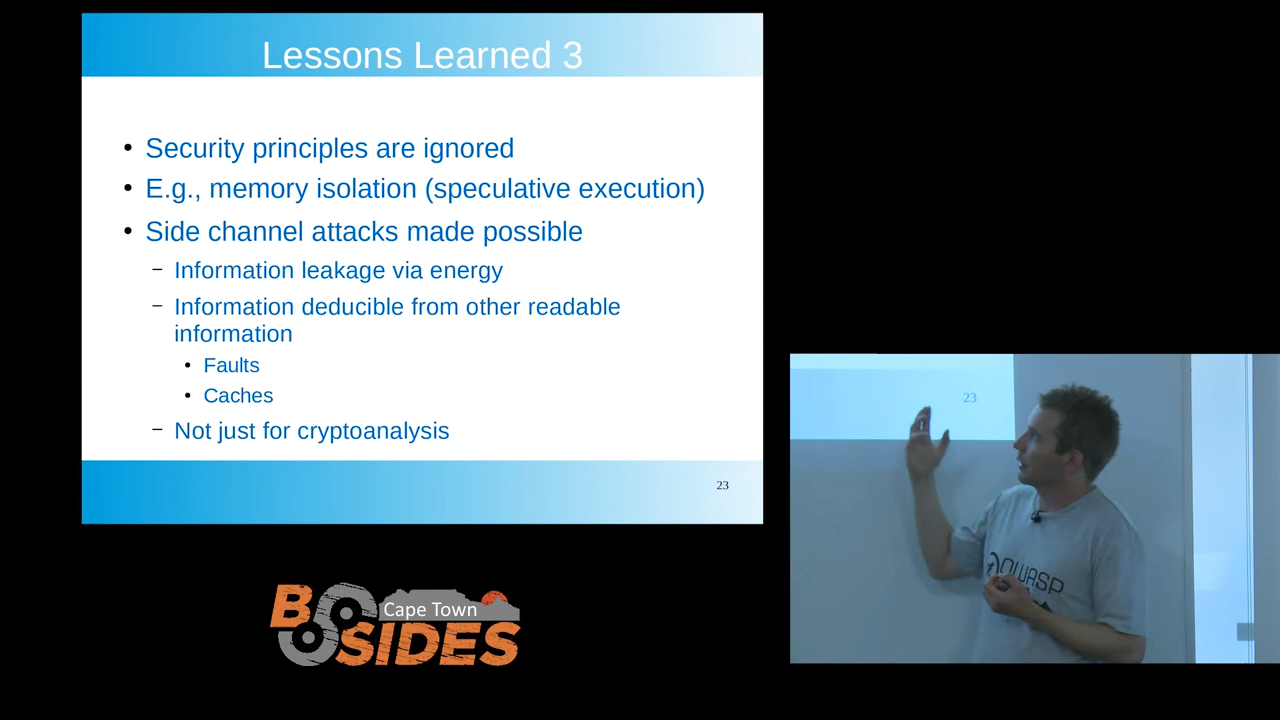 Lessons Learned 3
Security principles are ignored
E.g., memory isolation (speculative execution)
Side channel attacks made possible
Information leakage via energy
Information deducible from other readable
information
Faults
Caches
Not just for cryptoanalysis
23
23
OWASP
BSIDES
Cape Town